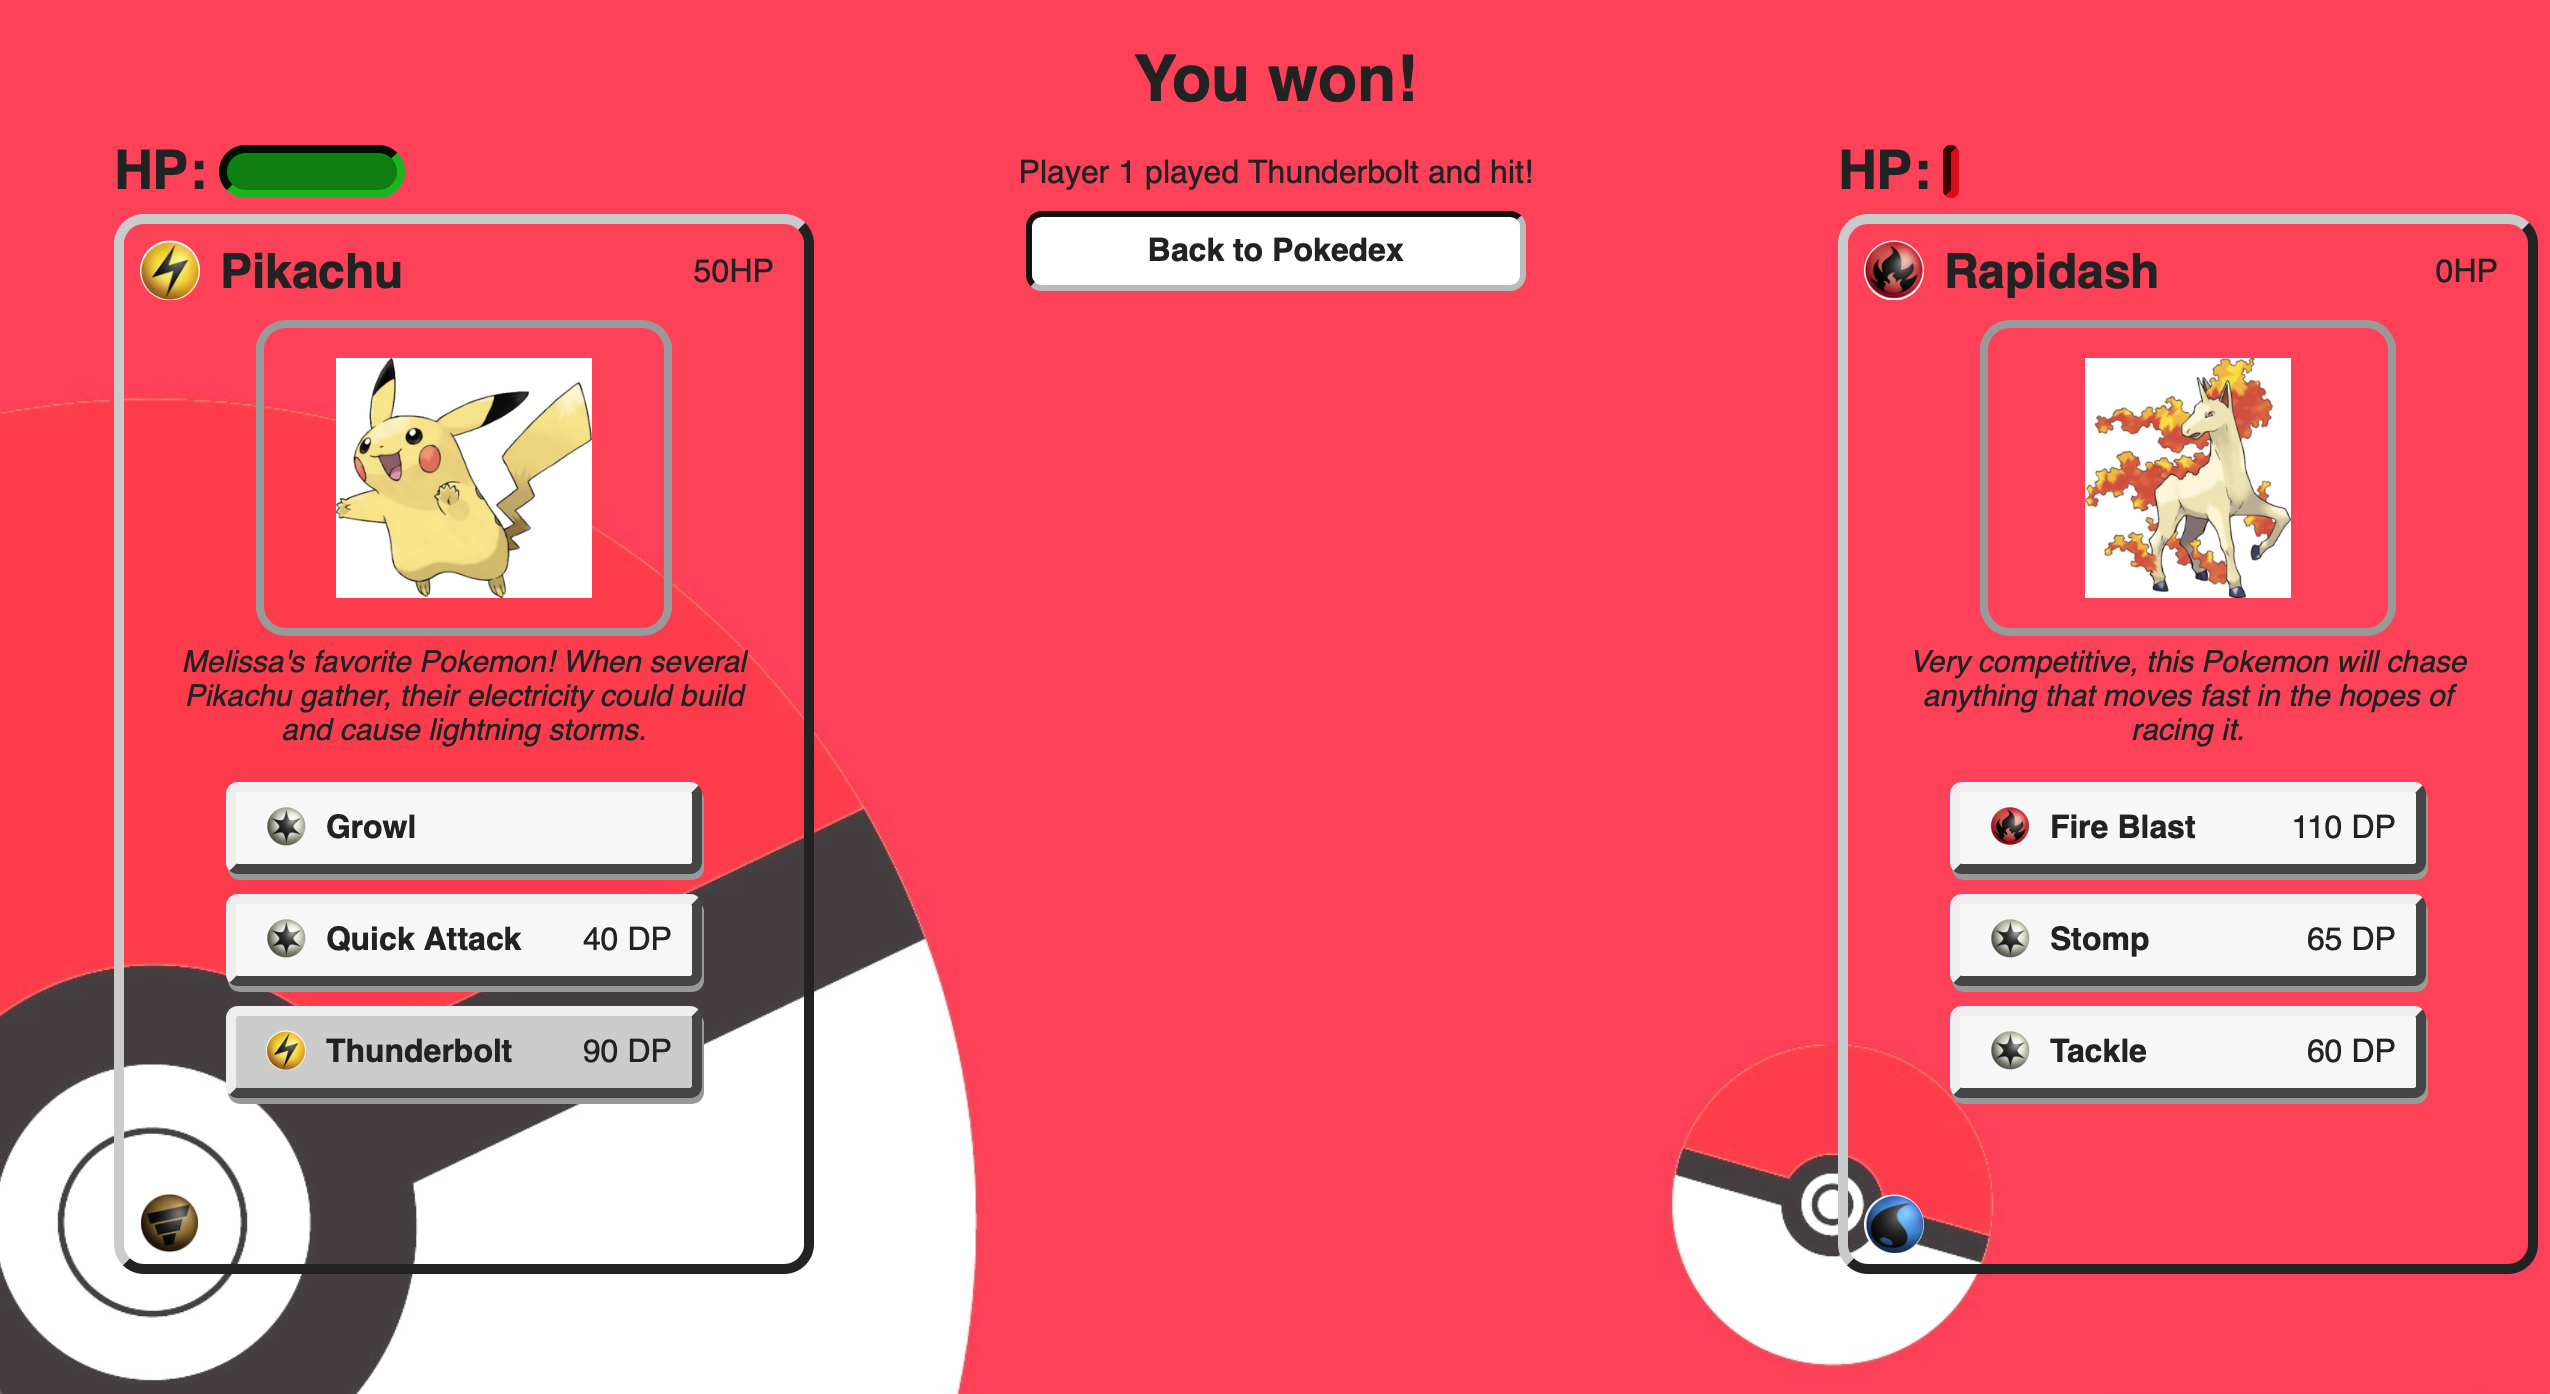 You won!
Player 1 played Thunderbolt and hit!
Back to Pokedex
HP:
Pikachu
50HP
Melissa's favorite Pokemon! When several
Pikachu gather, their electricity could build
and cause lightning storms.
Growl
Quick Attack 40 DP
Thunderbolt 90 DP
HP:
Rapidash
0HP
Very competitive, this Pokemon will chase
anything that moves fast in the hopes of
racing it.
Fire Blast 110 DP
Stomp 65 DP
Tackle 60 DP